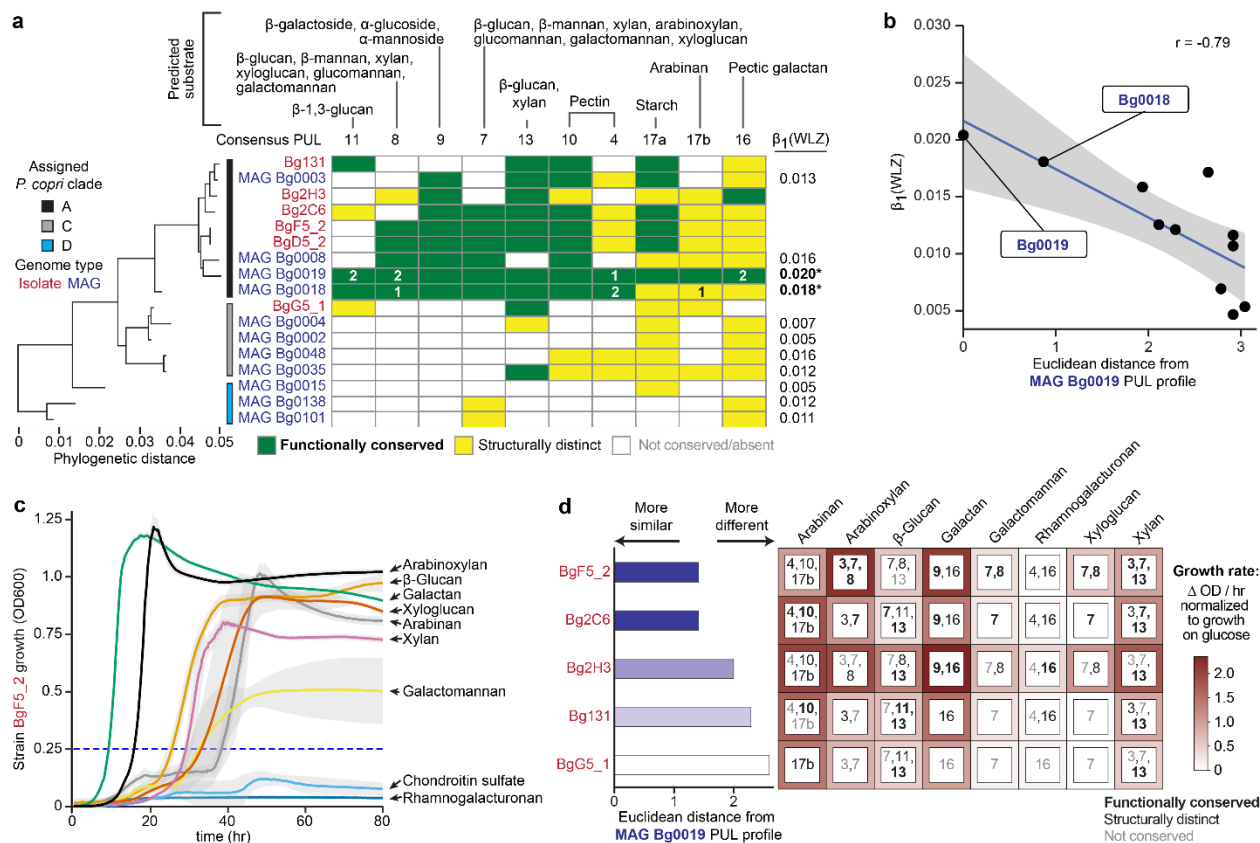 a
Predicted
substrate
β-galactoside, α-glucoside,
α-mannoside
β-glucan, β-mannan, xylan, arabinoxylan,
glucomannan, galactomannan, xyloglucan
β-glucan, β-mannan, xylan,
xyloglucan, glucomannan,
galactomannan
β-1,3-glucan
β-glucan,
xylan
Pectin
Starch
Arabinan
Pectic galactan
Consensus PUL 11 8 9 7 13 10 4 17a 17b 16 β1(WLZ)
Assigned
P. copri clade
A
C
D
Genome type
Isolate MAG
Bg131
MAG Bg0003 0.013
Bg2H3
Bg2C6
BgF5_2
BgD5_2
MAG Bg0008 0.016
MAG Bg0019 2 2 1 2 0.020*
MAG Bg0018 1 2 1 0.018*
BgG5_1
MAG Bg0004 0.007
MAG Bg0002 0.005
MAG Bg0048 0.016
MAG Bg0035 0.012
MAG Bg0015 0.005
MAG Bg0138 0.012
MAG Bg0101 0.011
0 0.01 0.02 0.03 0.04 0.05
Phylogenetic distance
Functionally conserved Structurally distinct Not conserved/absent
b
r = -0.79
Bg0018
Bg0019
β1(WLZ)
0.030
0.025
0.020
0.015
0.010
0.005
0 1 2 3
Euclidean distance from
MAG Bg0019 PUL profile
c
Strain BgF5_2 growth (OD600)
1.25
1.0
0.75
0.50
0.25
0
0 20 40 60 80
time (hr)
Arabinoxylan
β-Glucan
Galactan
Xyloglucan
Arabinan
Xylan
Galactomannan
Chondroitin sulfate
Rhamnogalacturonan
d
More
similar
More
different
Arabinan
Arabinoxylan
β-Glucan
Galactan
Galactomannan
Rhamnogalacturonan
Xyloglucan
Xylan
BgF5_2 4,10, 17b 3,7, 8 7,8, 13 9,16 7,8 4,16 7,8 3,7, 13
Bg2C6 4,10, 17b 3,7 7,11, 13 9,16 7 4,16 7 3,7, 13
Bg2H3 4,10, 17b 3,7, 8 7,8, 13 9,16 7,8 4,16 7,8 3,7, 13
Bg131 4,10, 17b 3,7 7,11, 13 16 7 4,16 7 3,7, 13
BgG5_1 17b 3,7 7,11, 13 16 7 16 7 3,7, 13
0 1 2
Euclidean distance from
MAG Bg0019 PUL profile
Growth rate:
Δ OD / hr
normalized
to growth
on glucose
2.0
1.5
1.0
0.5
0
Functionally conserved
Structurally distinct
Not conserved